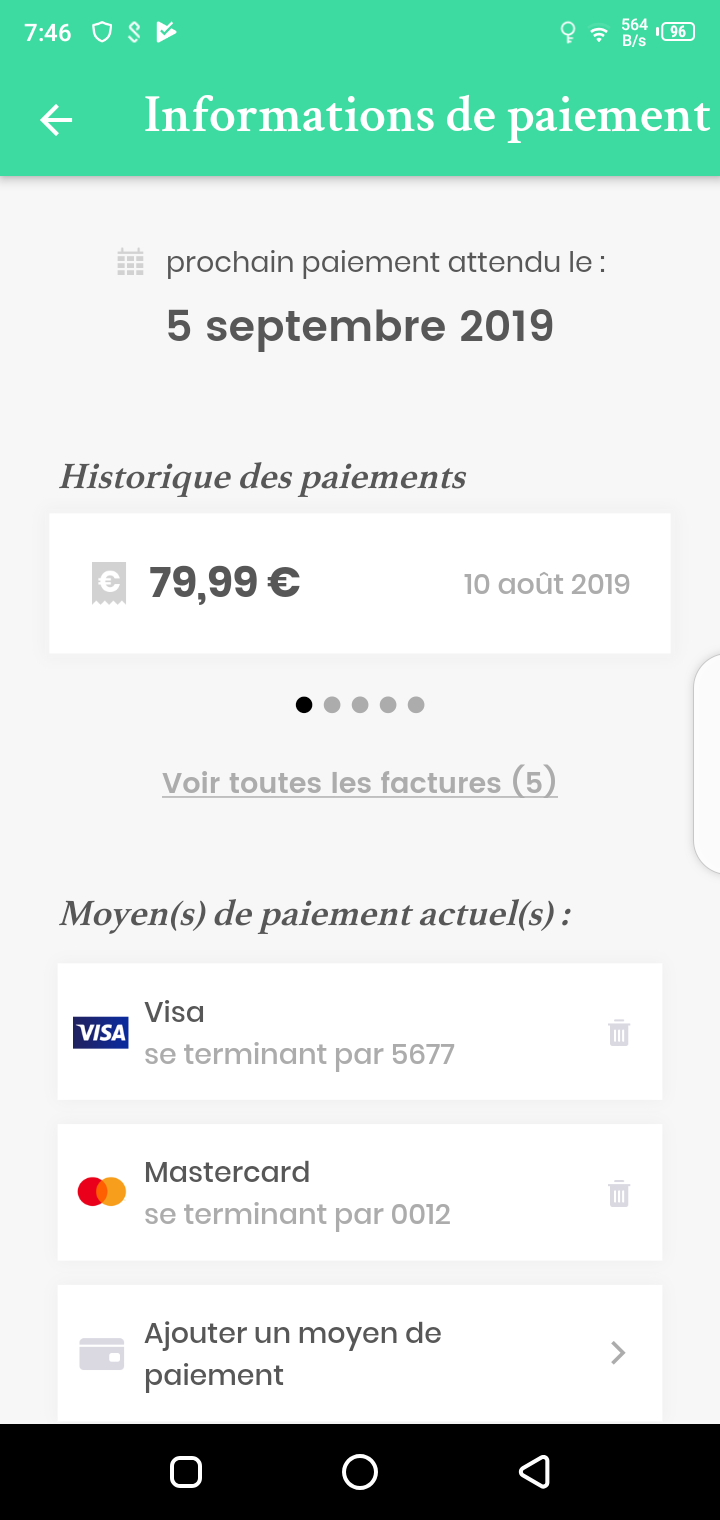 7:46
564
B/s
96
Informations de paiement
prochain paiement attendu le :
5 septembre 2019
Historique des paiements
€ 79,99 € 10 août 2019
Voir toutes les factures (5)
Moyen(s) de paiement actuel(s) :
VISA
Visa
se terminant par 5677
Mastercard
se terminant par 0012
Ajouter un moyen de
paiement